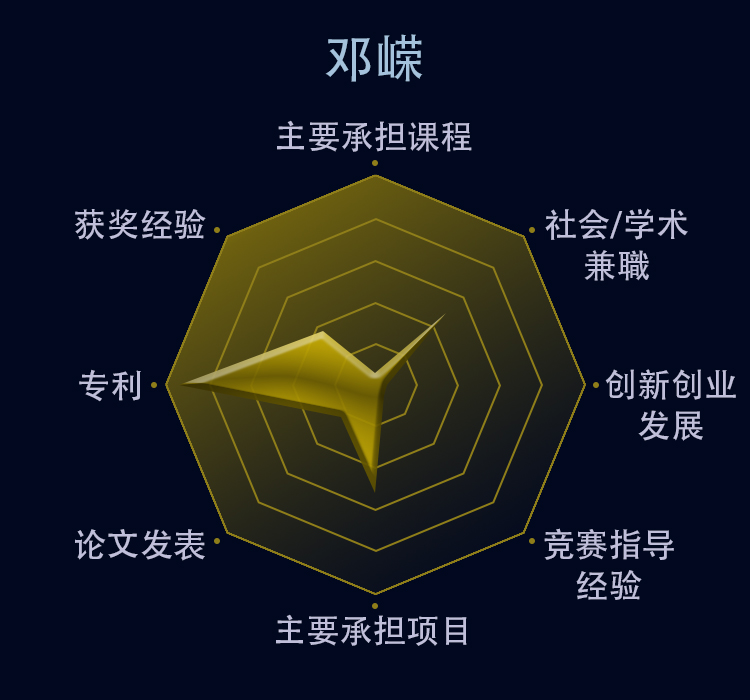 邓嵘
主要承担课程
获奖经验
社会/学术
兼職
专利
创新创业
发展
论文发表
竞赛指导
经验
主要承担项目